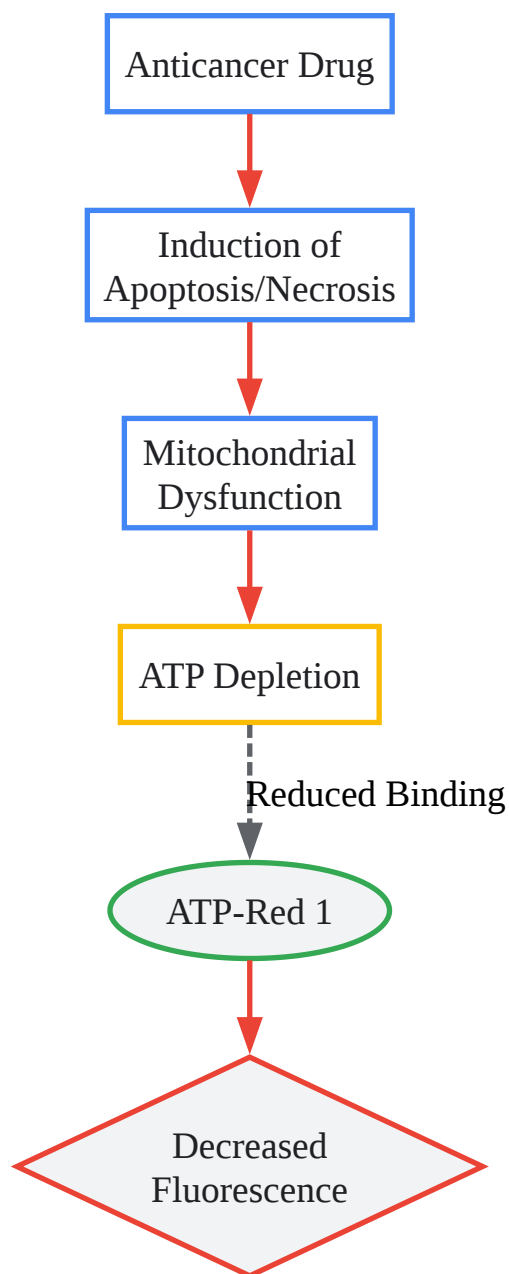 Anticancer Drug
Induction of
Apoptosis/Necrosis
Mitochondrial
Dysfunction
ATP Depletion
Reduced Binding
ATP-Red 1
Decreased
Fluorescence